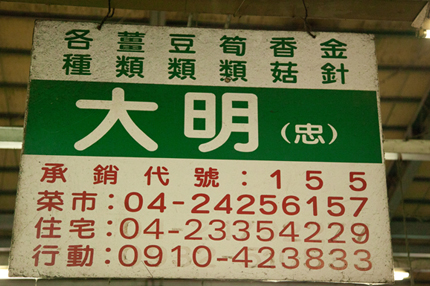 各薑豆筍香金
種類類類菇針
大明(忠)
承銷代號:155
榮市:04-24256157
住宅:04-23354229
行動:0910-423833